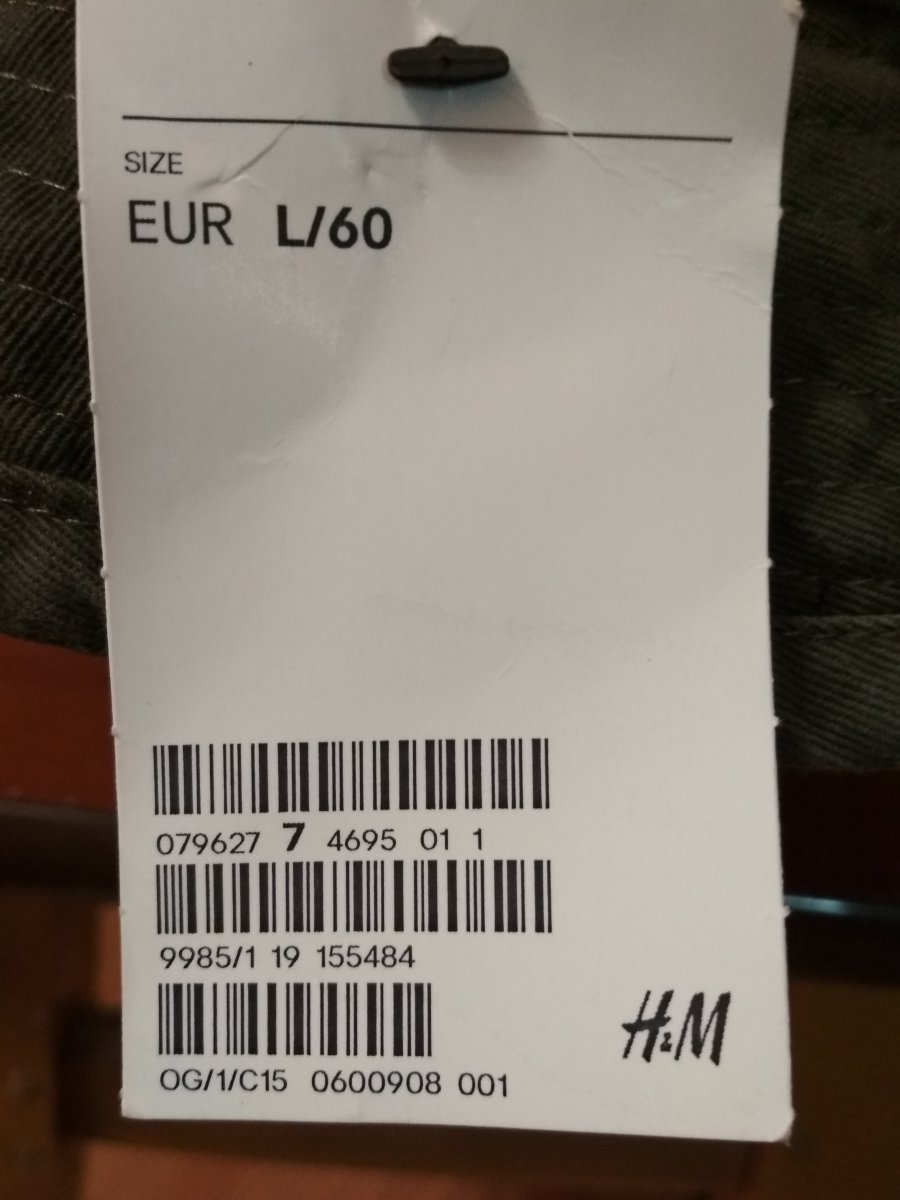 SIZE
EUR L/60
079627 7 4695 01 1
9985/1 19 155484
OG/1/C15 0600908 001
H&M